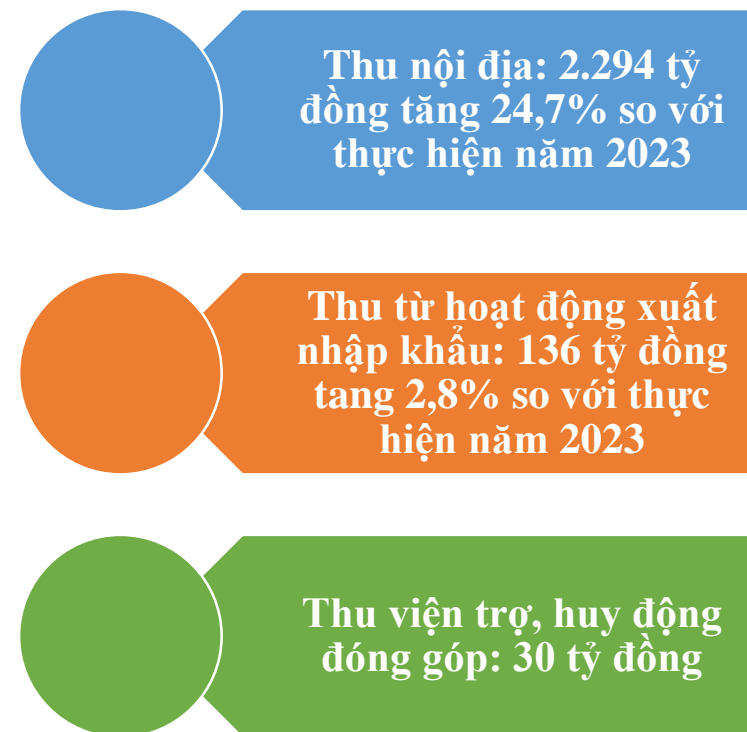 Thu nội địa: 2.294 tỷ
đồng tăng 24,7% so với
thực hiện năm 2023
Thu từ hoạt động xuất
nhập khẩu: 136 tỷ đồng
tang 2,8% so với thực
hiện năm 2023
Thu viện trợ, huy động
đóng góp: 30 tỷ đồng